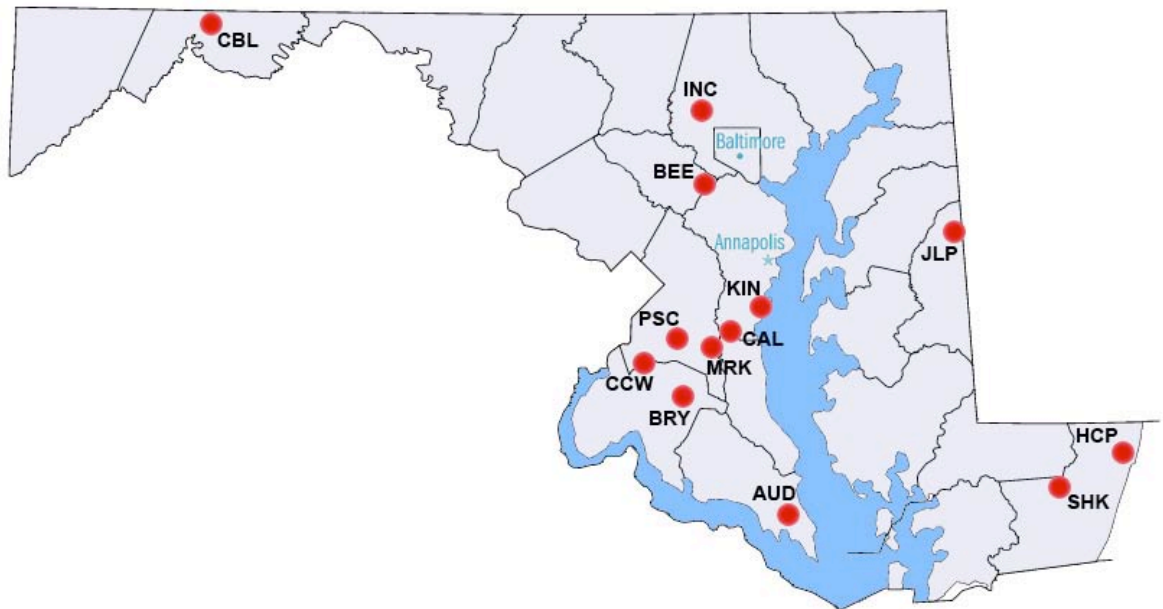 CBL
INC
Baltimore
BEE
Annapolis
JLP
KIN
PSC
CAL
MRK
CCW
BRY
HCP
AUD
SHK